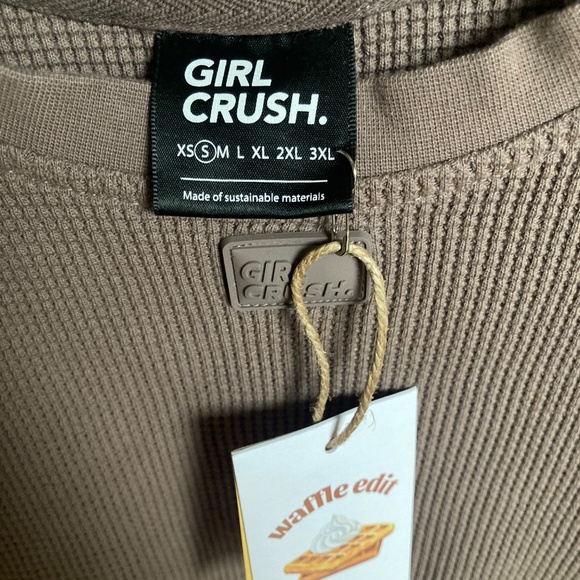 GIRL
CRUSH.
XS S M L XL 2XL 3XL
Made of sustainable materials
GIRL
CRUSH.
waffle edit